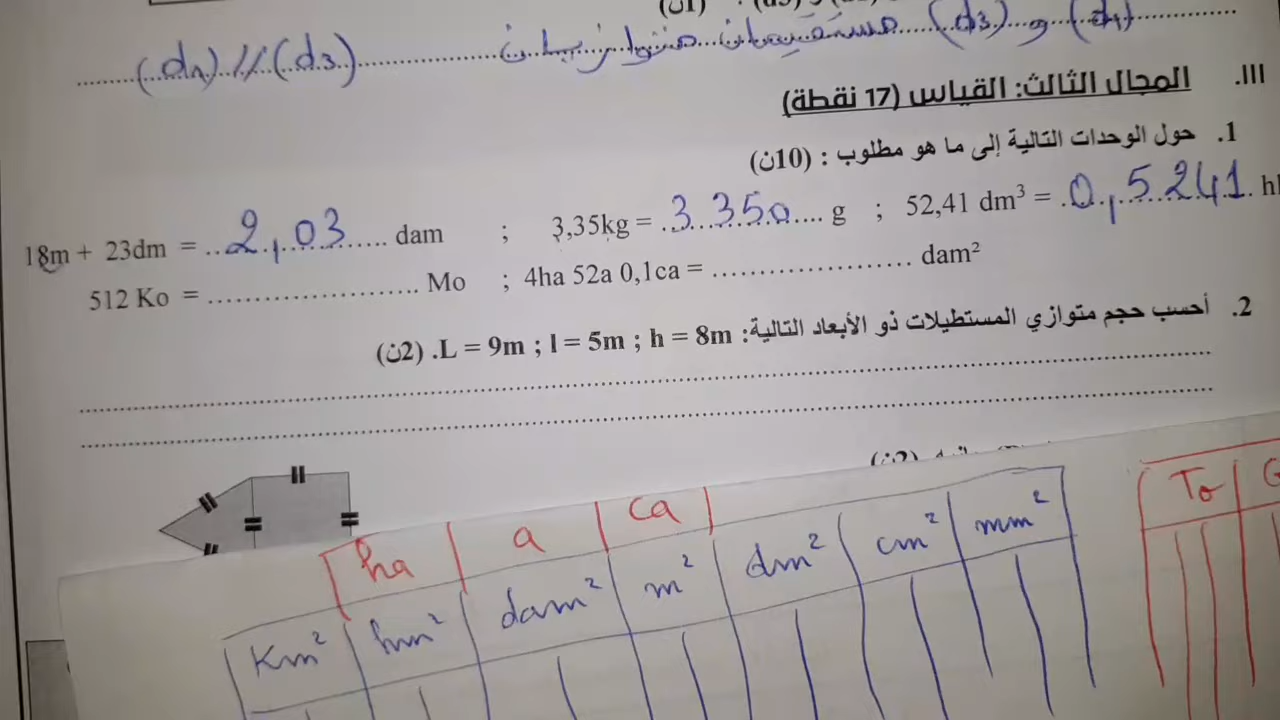 (d1) و (d3) مستقيمان متوازيان (d1) // (d3)
III. المجال الثالث: القياس (17 نقطة)
1. حول الوحدات التالية إلى ما هو مطلوب : (10ن)
18m + 23dm = 2,03 dam ; 3,35kg = 3350 g ; 52,41 dm³ = 0,5241 hl
512 Ko = .................... Mo ; 4ha 52a 0,1ca = .................... dam²
2. أحسب حجم متوازي المستطيلات ذو الأبعاد التالية: L = 9m ; l = 5m ; h = 8m. (2ن)
ha a ca To
Km² hm² dam² m² dm² cm² mm²